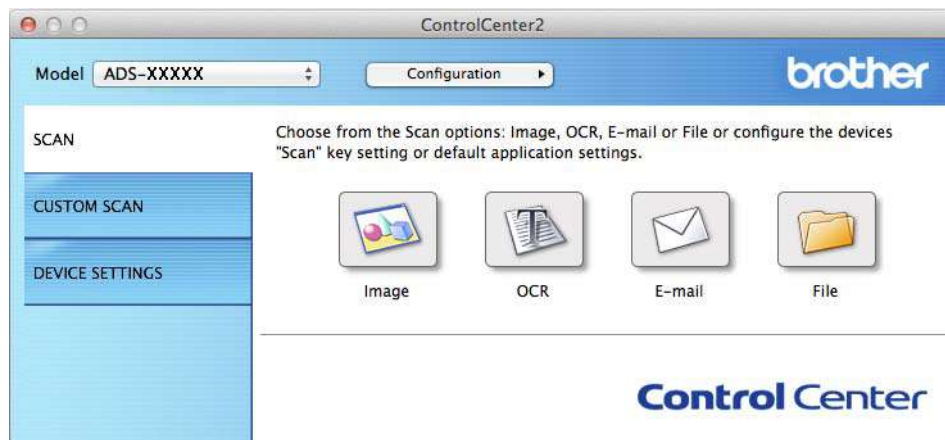 ControlCenter2
Model ADS-XXXXX Configuration brother
SCAN
CUSTOM SCAN
DEVICE SETTINGS
Choose from the Scan options: Image, OCR, E-mail or File or configure the devices
"Scan" key setting or default application settings.
Image OCR E-mail File
Control Center